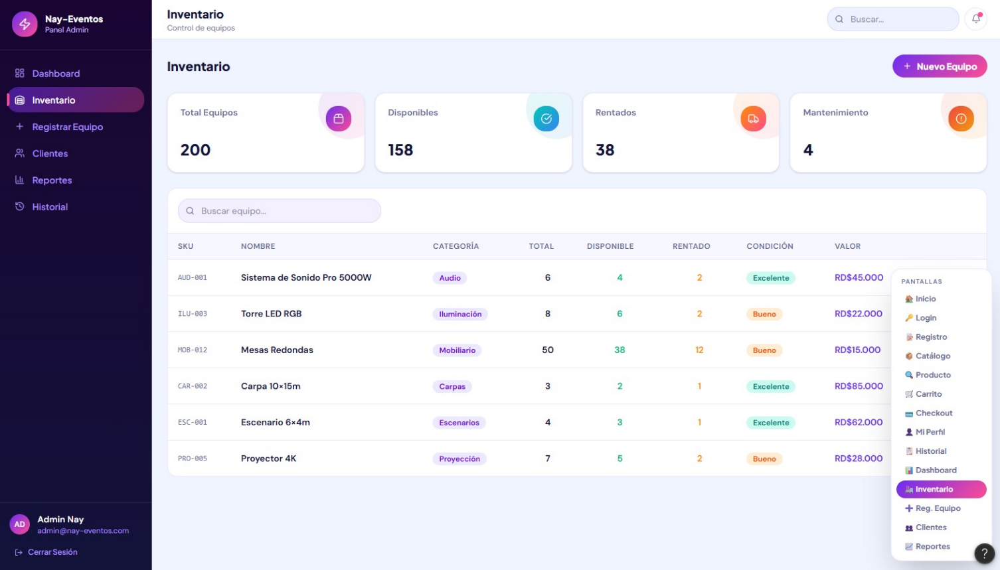 Nay-Eventos
Panel Admin
Dashboard
Inventario
Registrar Equipo
Clientes
Reportes
Historial
Admin Nay
AD
admin@nay-eventos.com
Cerrar Sesión
Inventario
Control de equipos
Buscar...
Inventario
+ Nuevo Equipo
Total Equipos
200
Disponibles
158
Rentados
38
Mantenimiento
4
Buscar equipo...
SKU NOMBRE CATEGORÍA TOTAL DISPONIBLE RENTADO CONDICIÓN VALOR
AUD-001 Sistema de Sonido Pro 5000W Audio 6 4 2 Excelente RD$45.000
ILU-003 Torre LED RGB Iluminación 8 6 2 Bueno RD$22.000
MOB-012 Mesas Redondas Mobiliario 50 38 12 Bueno RD$15.000
CAR-002 Carpa 10×15m Carpas 3 2 1 Excelente RD$85.000
ESC-001 Escenario 6×4m Escenarios 4 3 1 Excelente RD$62.000
PRO-005 Proyector 4K Proyección 7 5 2 Bueno RD$28.000
PANTALLAS
Inicio
Login
Registro
Catálogo
Producto
Carrito
Checkout
Mi Perfil
Historial
Dashboard
Inventario
Reg. Equipo
Clientes
Reportes
?